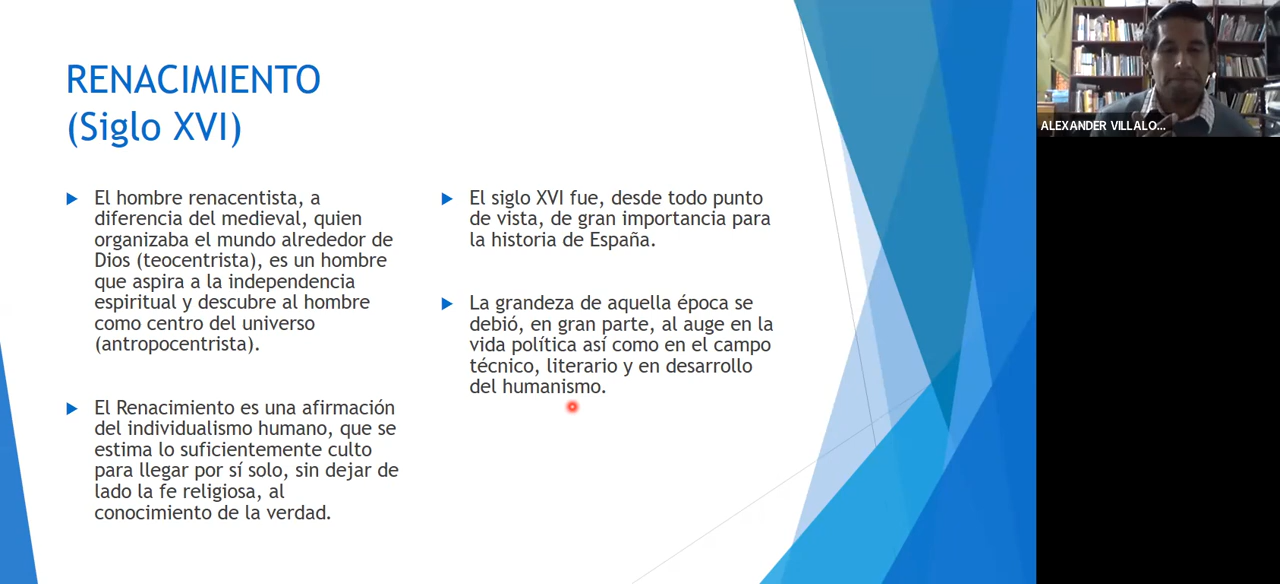 RENACIMIENTO
(Siglo XVI)
El hombre renacentista, a
diferencia del medieval, quien
organizaba el mundo alrededor de
Dios (teocentrista), es un hombre
que aspira a la independencia
espiritual y descubre al hombre
como centro del universo
(antropocentrista).
El Renacimiento es una afirmación
del individualismo humano, que se
estima lo suficientemente culto
para llegar por sí solo, sin dejar de
lado la fe religiosa, al
conocimiento de la verdad.
El siglo XVI fue, desde todo punto
de vista, de gran importancia para
la historia de España.
La grandeza de aquella época se
debió, en gran parte, al auge en la
vida política así como en el campo
técnico, literario y en desarrollo
del humanismo.
ALEXANDER VILLALO...